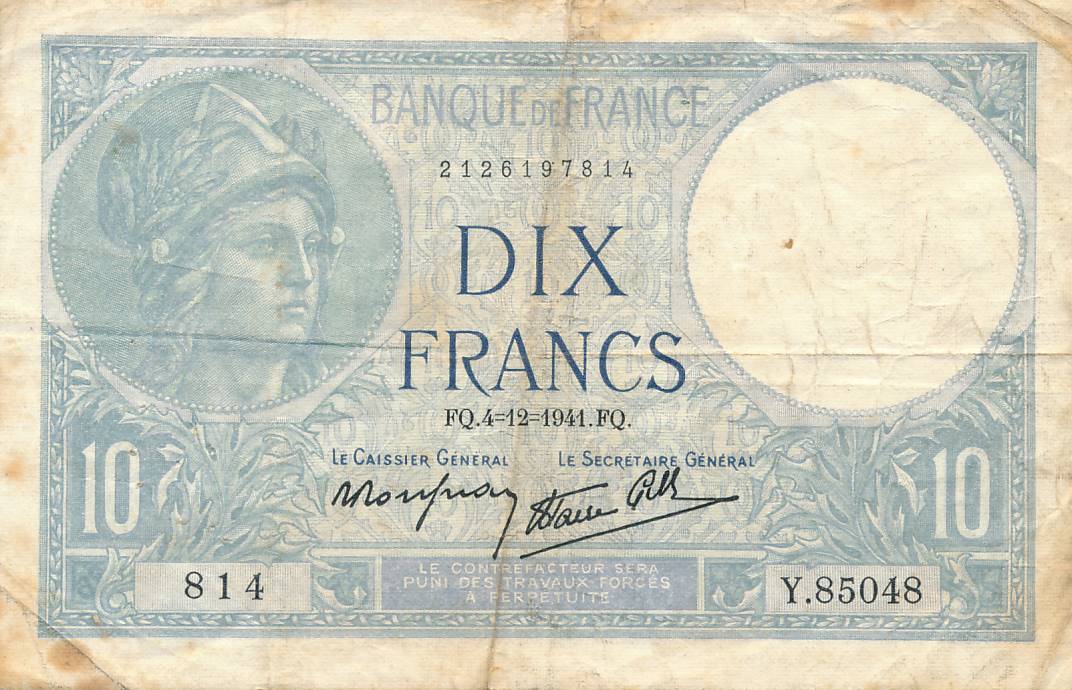 BANQUE DE FRANCE
2126197814
DIX
FRANCS
FQ.4=12=1941.FQ.
LE CAISSIER GÉNÉRAL LE SECRÉTAIRE GÉNÉRAL
10 10
LE CONTREFACTEUR SERA
PUNI DES TRAVAUX FORCÉS
À PERPÉTUITÉ
814 Y.85048